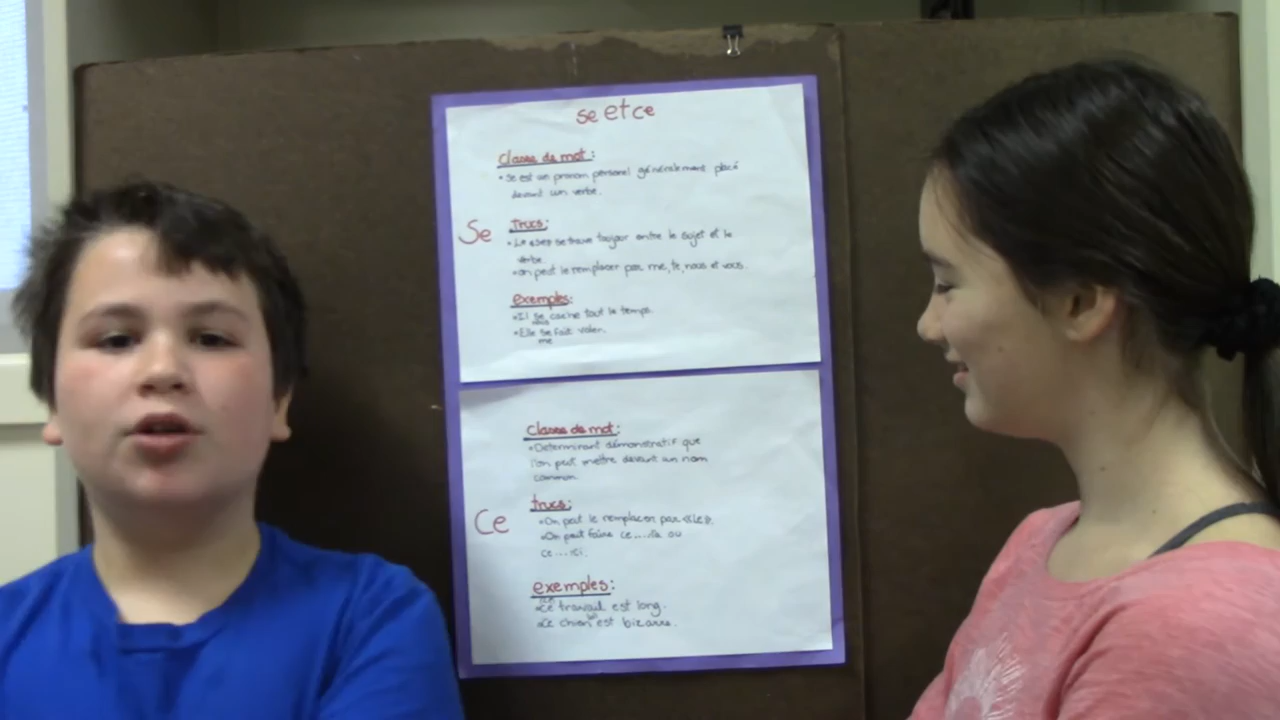 se et ce
classe de mot :
• Se est un pronom personel généralement placé
devant un verbe.
Se
trucs:
• Le «se» se trouve toujour entre le sujet et le
verbe.
• on peut le remplacer par me, te, nous et vous.
exemples:
• Il se cache tout le temps.
• Elle se fait voler.
me
classe de mot :
• Déterminant démonstratif que
l'on peut mettre devant un nom
commun.
Ce
trucs:
• On peut le remplacer par «Le».
• On peut faire ce....là ou
ce....ici.
exemples:
• Ce travail est long.
• Ce chien est bizarre.